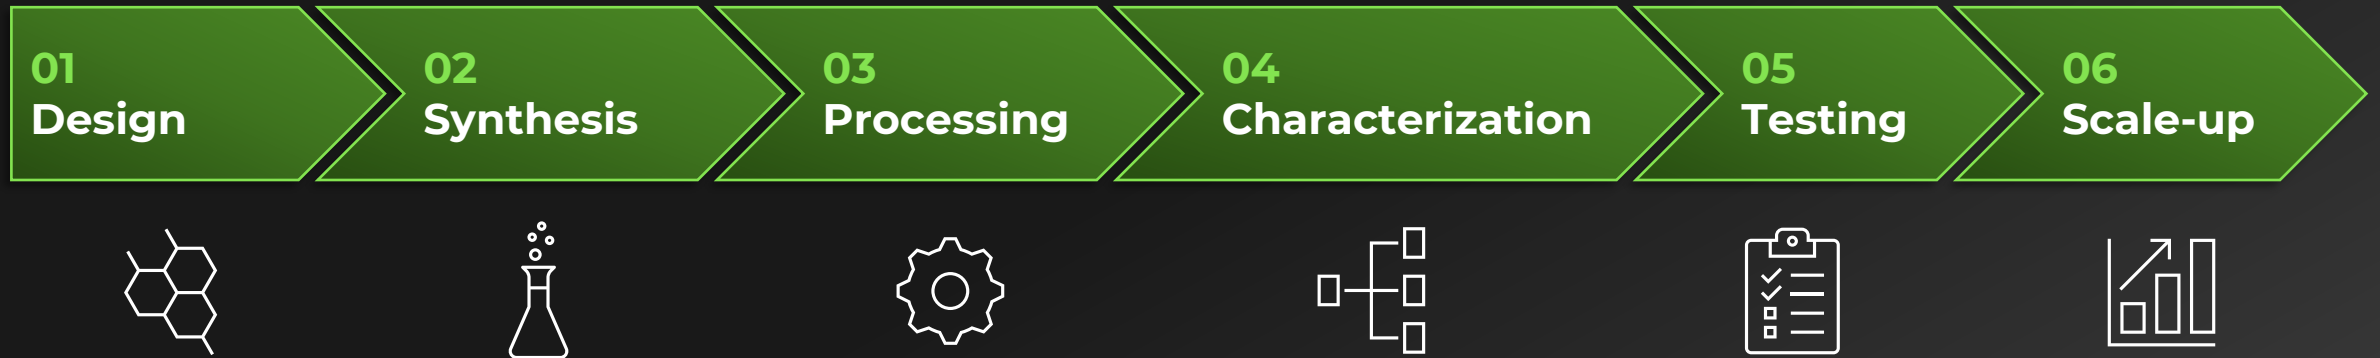 01
Design
02
Synthesis
03
Processing
04
Characterization
05
Testing
06
Scale-up